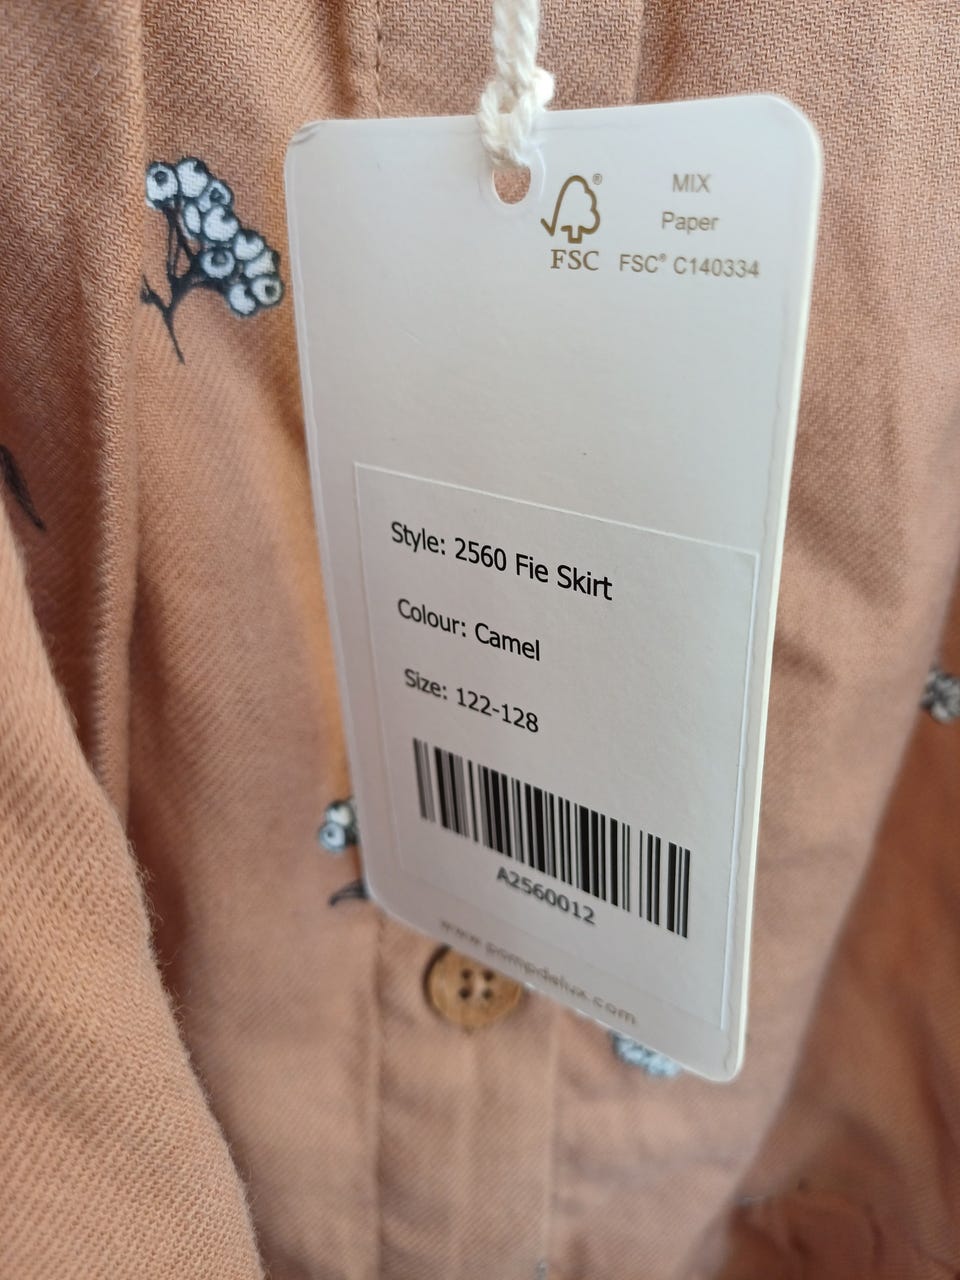 MIX
Paper
FSC® C140334
®
FSC
Style: 2560 Fie Skirt
Colour: Camel
Size: 122-128
A2560012
www.pompdelux.com